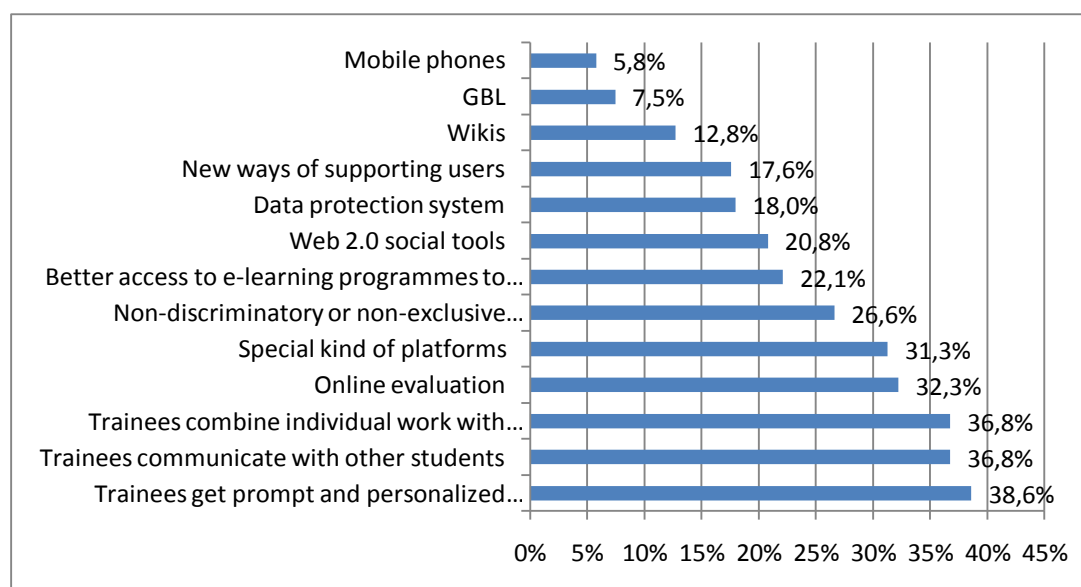 Mobile phones 5,8%
GBL 7,5%
Wikis 12,8%
New ways of supporting users 17,6%
Data protection system 18,0%
Web 2.0 social tools 20,8%
Better access to e-learning programmes to... 22,1%
Non-discriminatory or non-exclusive... 26,6%
Special kind of platforms 31,3%
Online evaluation 32,3%
Trainees combine individual work with... 36,8%
Trainees communicate with other students 36,8%
Trainees get prompt and personalized... 38,6%
0% 5% 10% 15% 20% 25% 30% 35% 40% 45%